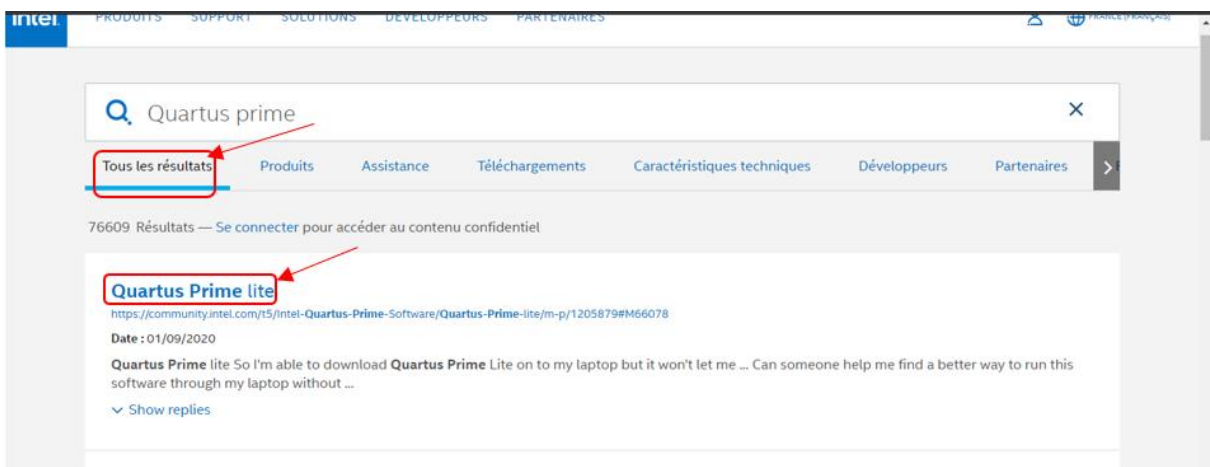 intel. PRODUITS SUPPORT SOLUTIONS DÉVELOPPEURS PARTENAIRES FRANCE (FRANÇAIS)
Quartus prime
Tous les résultats Produits Assistance Téléchargements Caractéristiques techniques Développeurs Partenaires
76609 Résultats — Se connecter pour accéder au contenu confidentiel
Quartus Prime lite
https://community.intel.com/t5/Intel-Quartus-Prime-Software/Quartus-Prime-lite/m-p/1205879#M66078
Date : 01/09/2020
Quartus Prime lite So I'm able to download Quartus Prime Lite on to my laptop but it won't let me ... Can someone help me find a better way to run this
software through my laptop without ...
Show replies